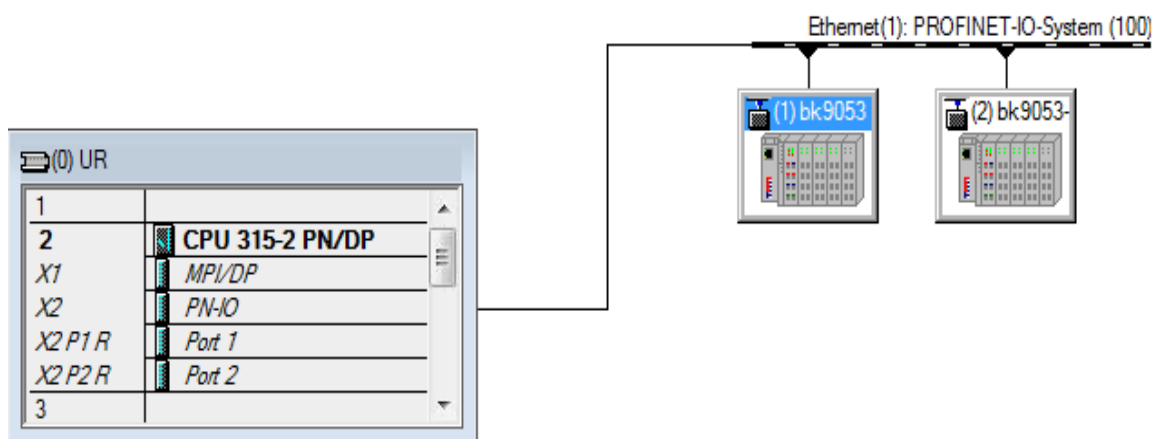 Ethernet(1): PROFINET-IO-System (100)
(1) bk9053
(2) bk9053-
(0) UR
1
2 CPU 315-2 PN/DP
X1 MPI/DP
X2 PN-IO
X2 P1 R Port 1
X2 P2 R Port 2
3